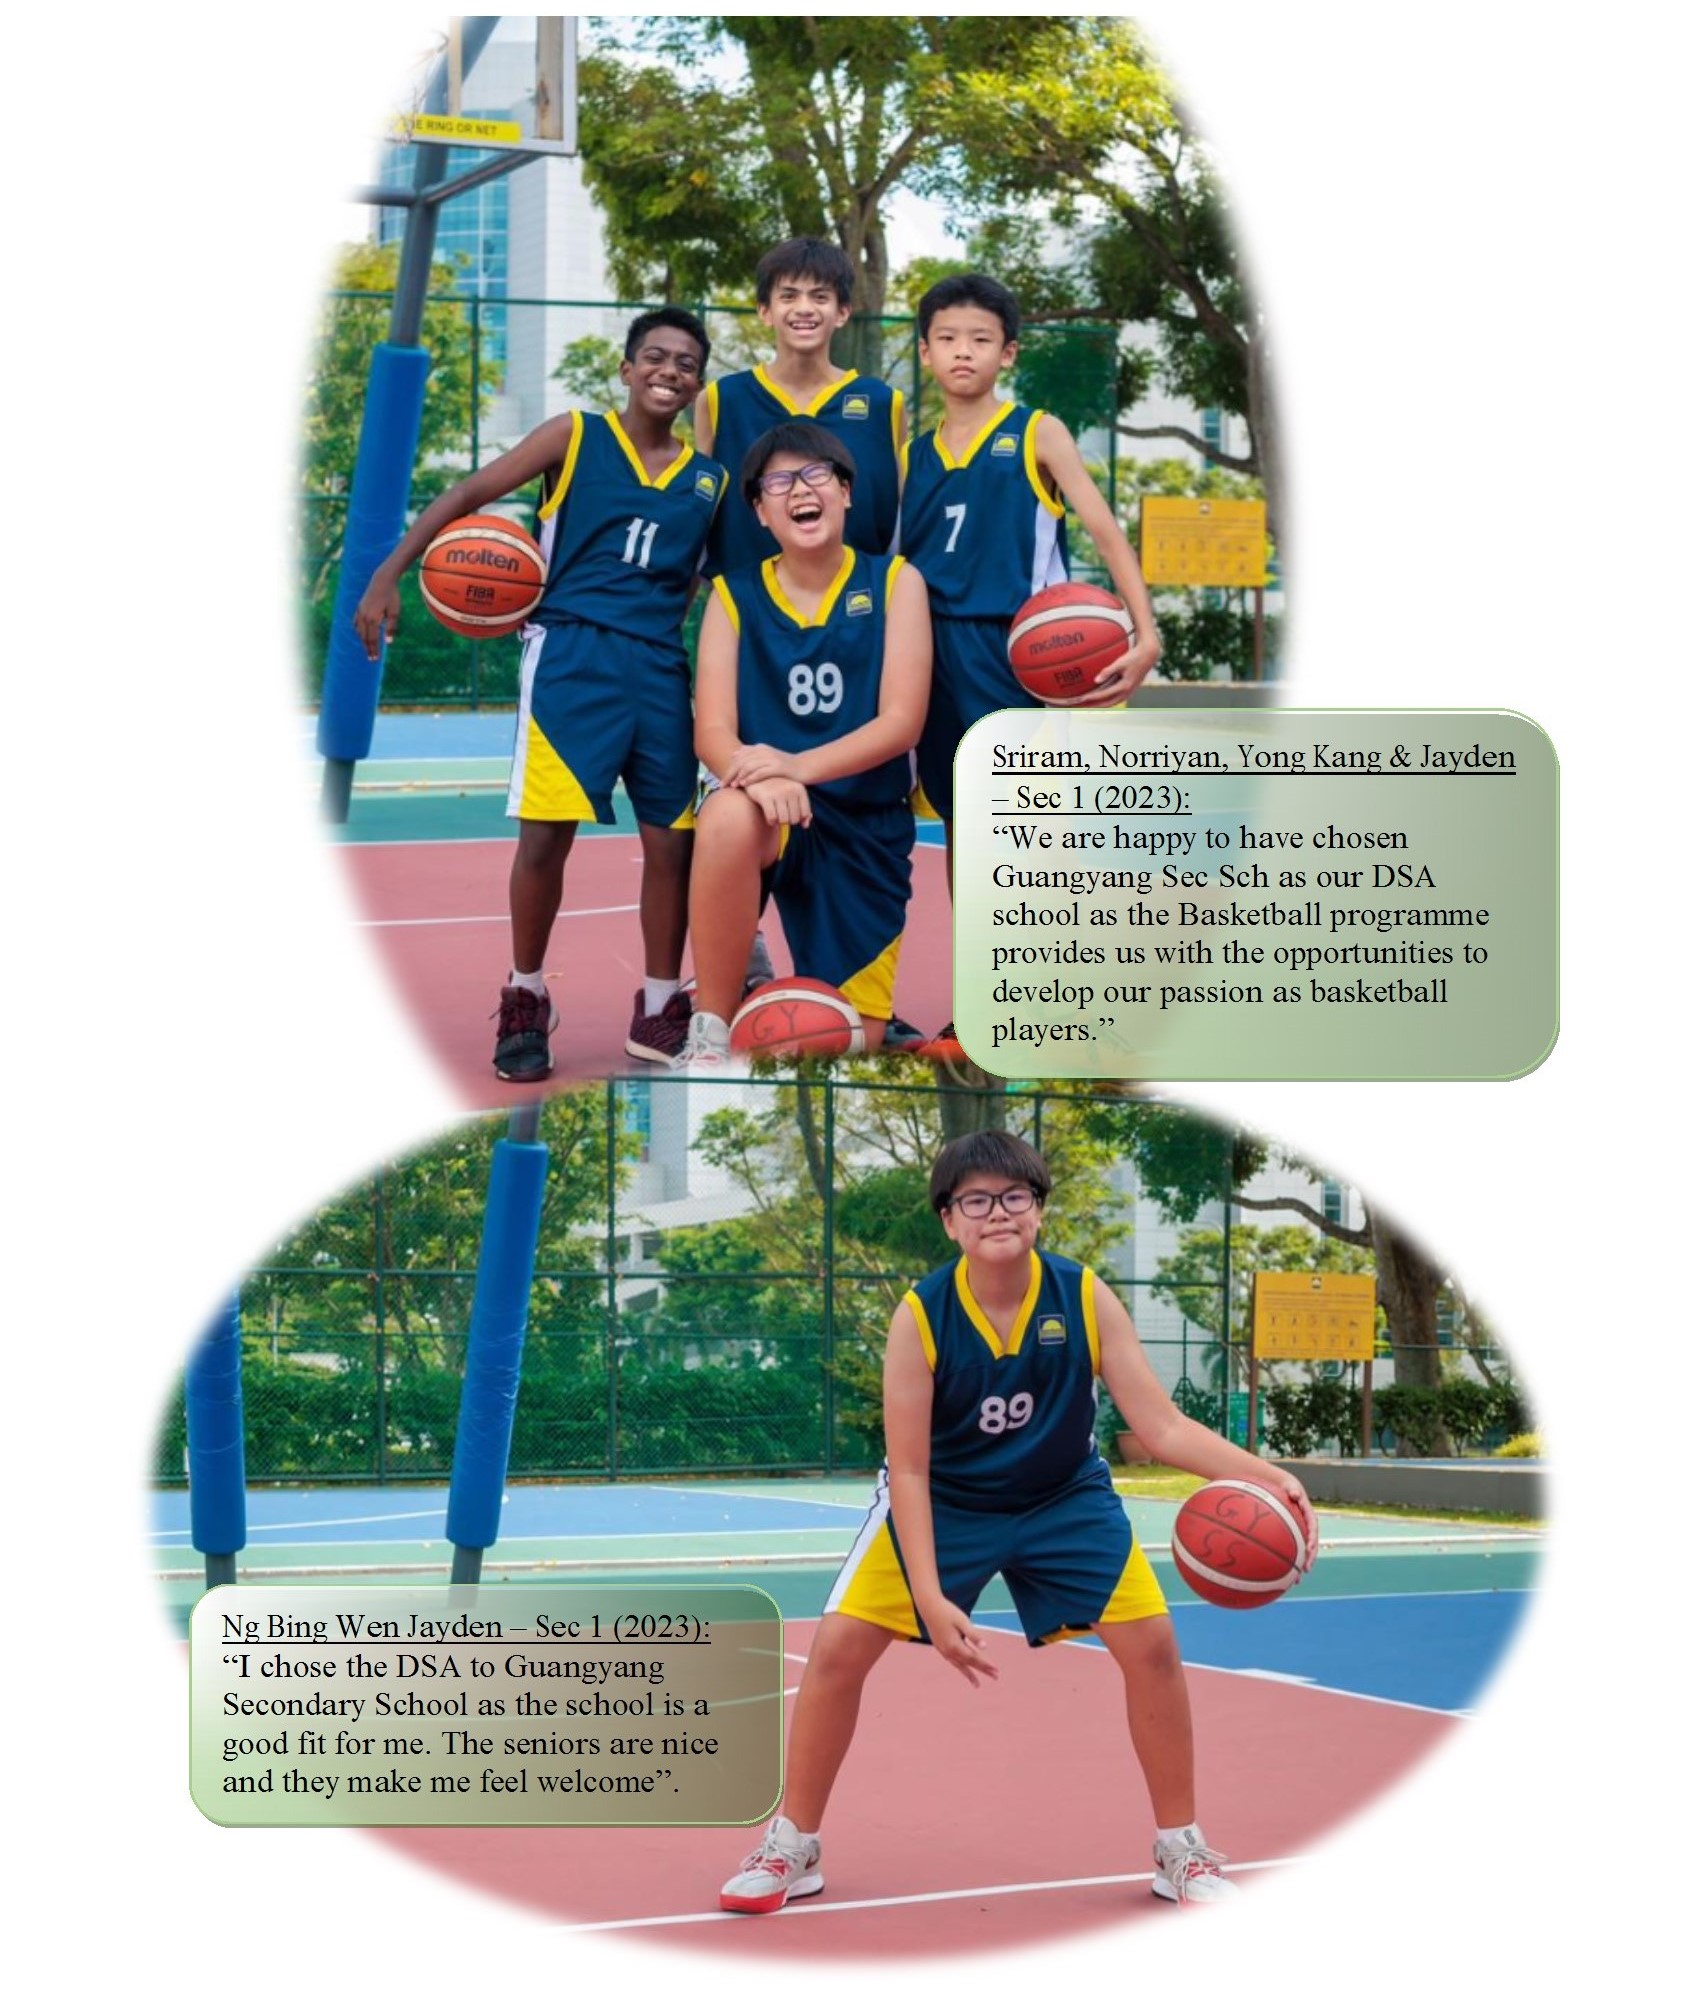 E RING OR NET
molten
FIBA
11
7
89
molten
FIBA
GY
Sriram, Norriyan, Yong Kang & Jayden
– Sec 1 (2023):
“We are happy to have chosen
Guangyang Sec Sch as our DSA
school as the Basketball programme
provides us with the opportunities to
develop our passion as basketball
players.”
89
GY
SS
Ng Bing Wen Jayden – Sec 1 (2023):
“I chose the DSA to Guangyang
Secondary School as the school is a
good fit for me. The seniors are nice
and they make me feel welcome”.